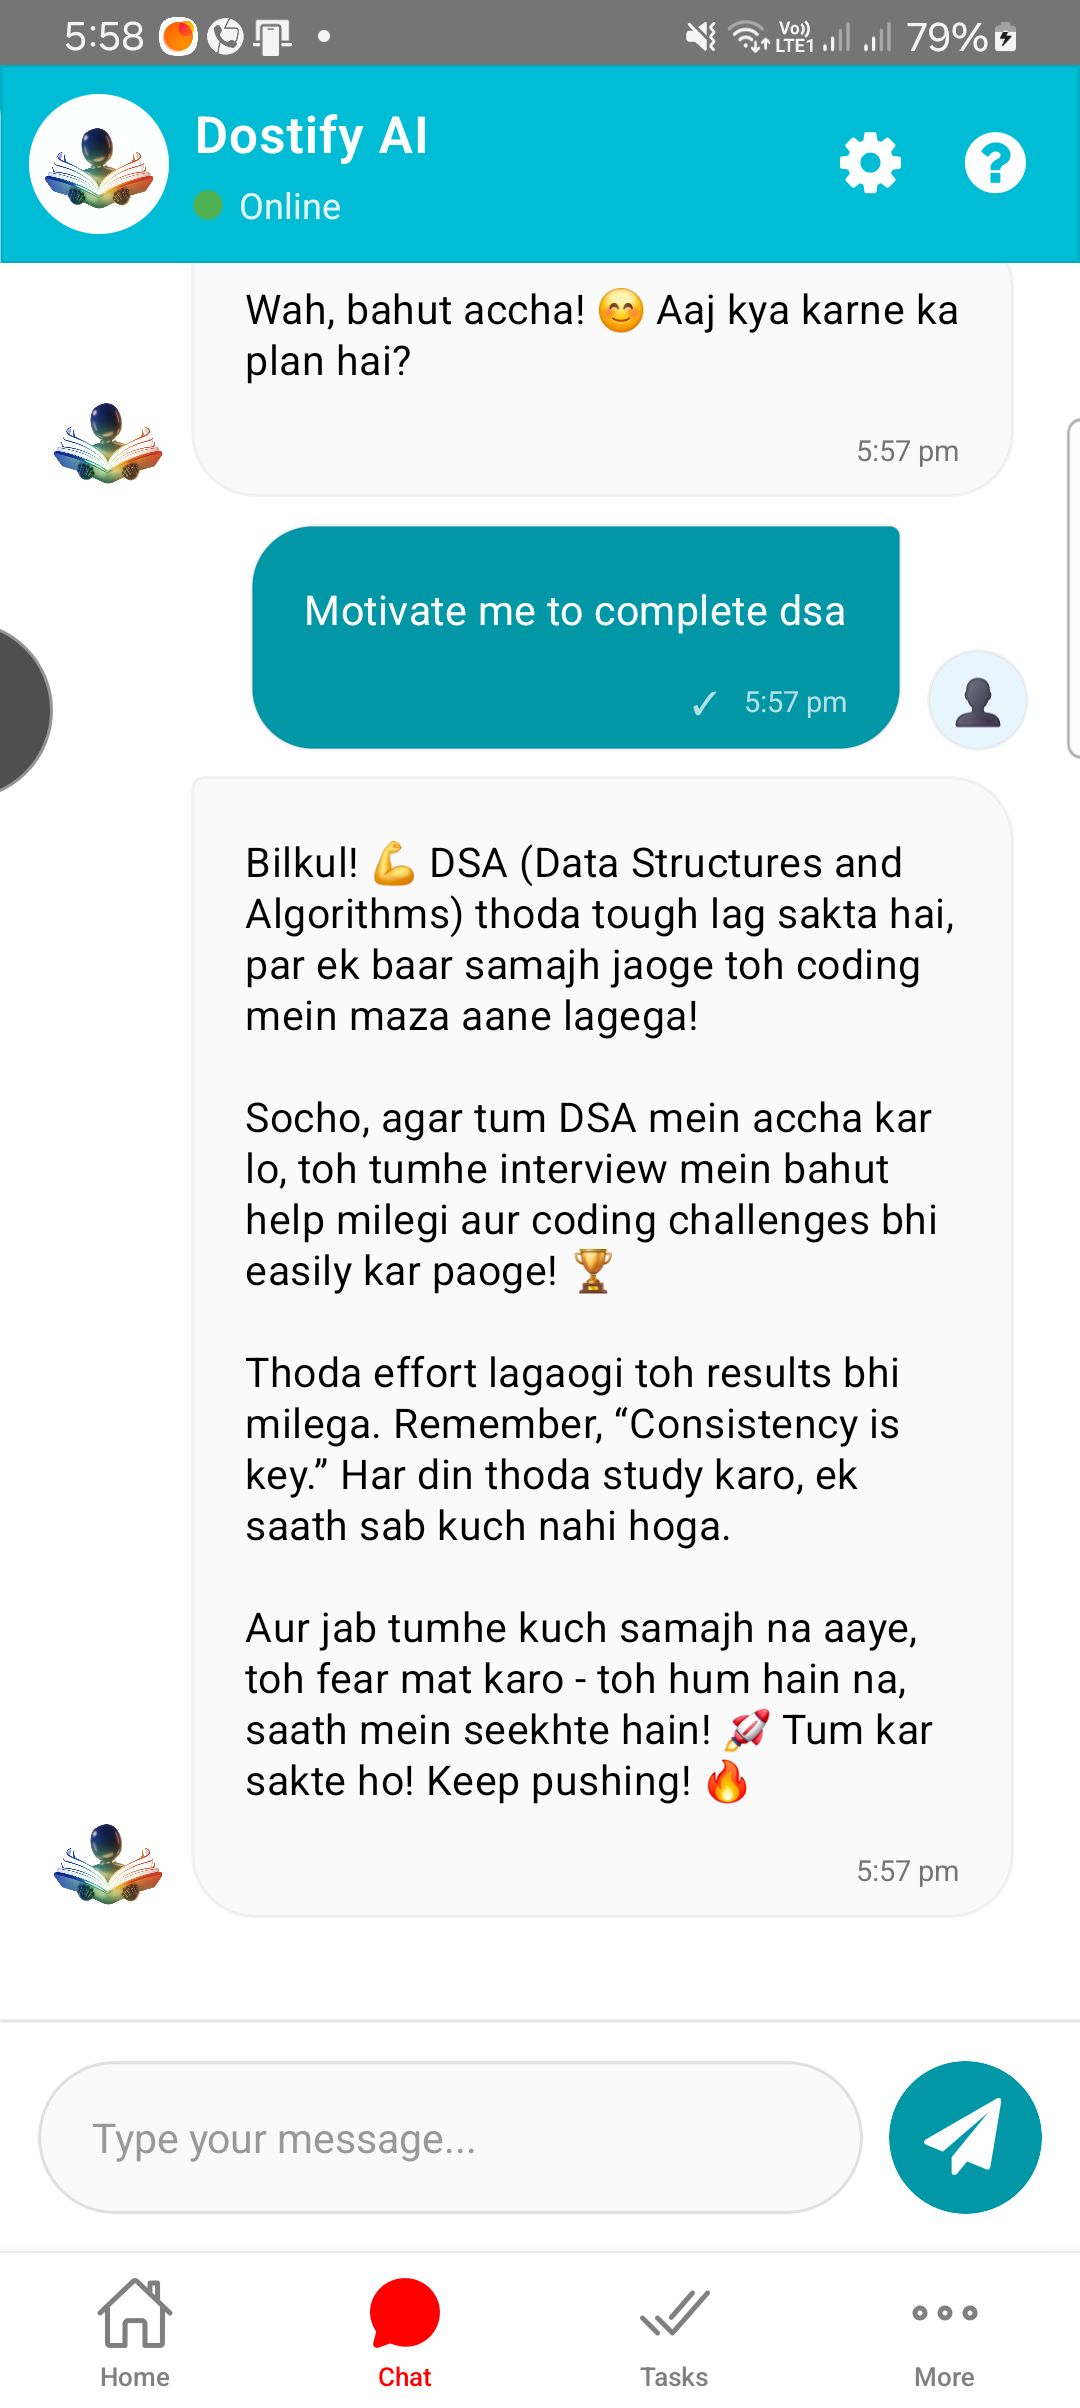 5:58
Vo))
LTE1
79%
Dostify AI
Online
Wah, bahut accha! 😊 Aaj kya karne ka
plan hai?
5:57 pm
Motivate me to complete dsa
✓ 5:57 pm
Bilkul! 💪 DSA (Data Structures and
Algorithms) thoda tough lag sakta hai,
par ek baar samajh jaoge toh coding
mein maza aane lagega!
Socho, agar tum DSA mein accha kar
lo, toh tumhe interview mein bahut
help milegi aur coding challenges bhi
easily kar paoge! 🏆
Thoda effort lagaogi toh results bhi
milega. Remember, “Consistency is
key.” Har din thoda study karo, ek
saath sab kuch nahi hoga.
Aur jab tumhe kuch samajh na aaye,
toh fear mat karo - toh hum hain na,
saath mein seekhte hain! 🚀 Tum kar
sakte ho! Keep pushing! 🔥
5:57 pm
Type your message...
Home
Chat
Tasks
More